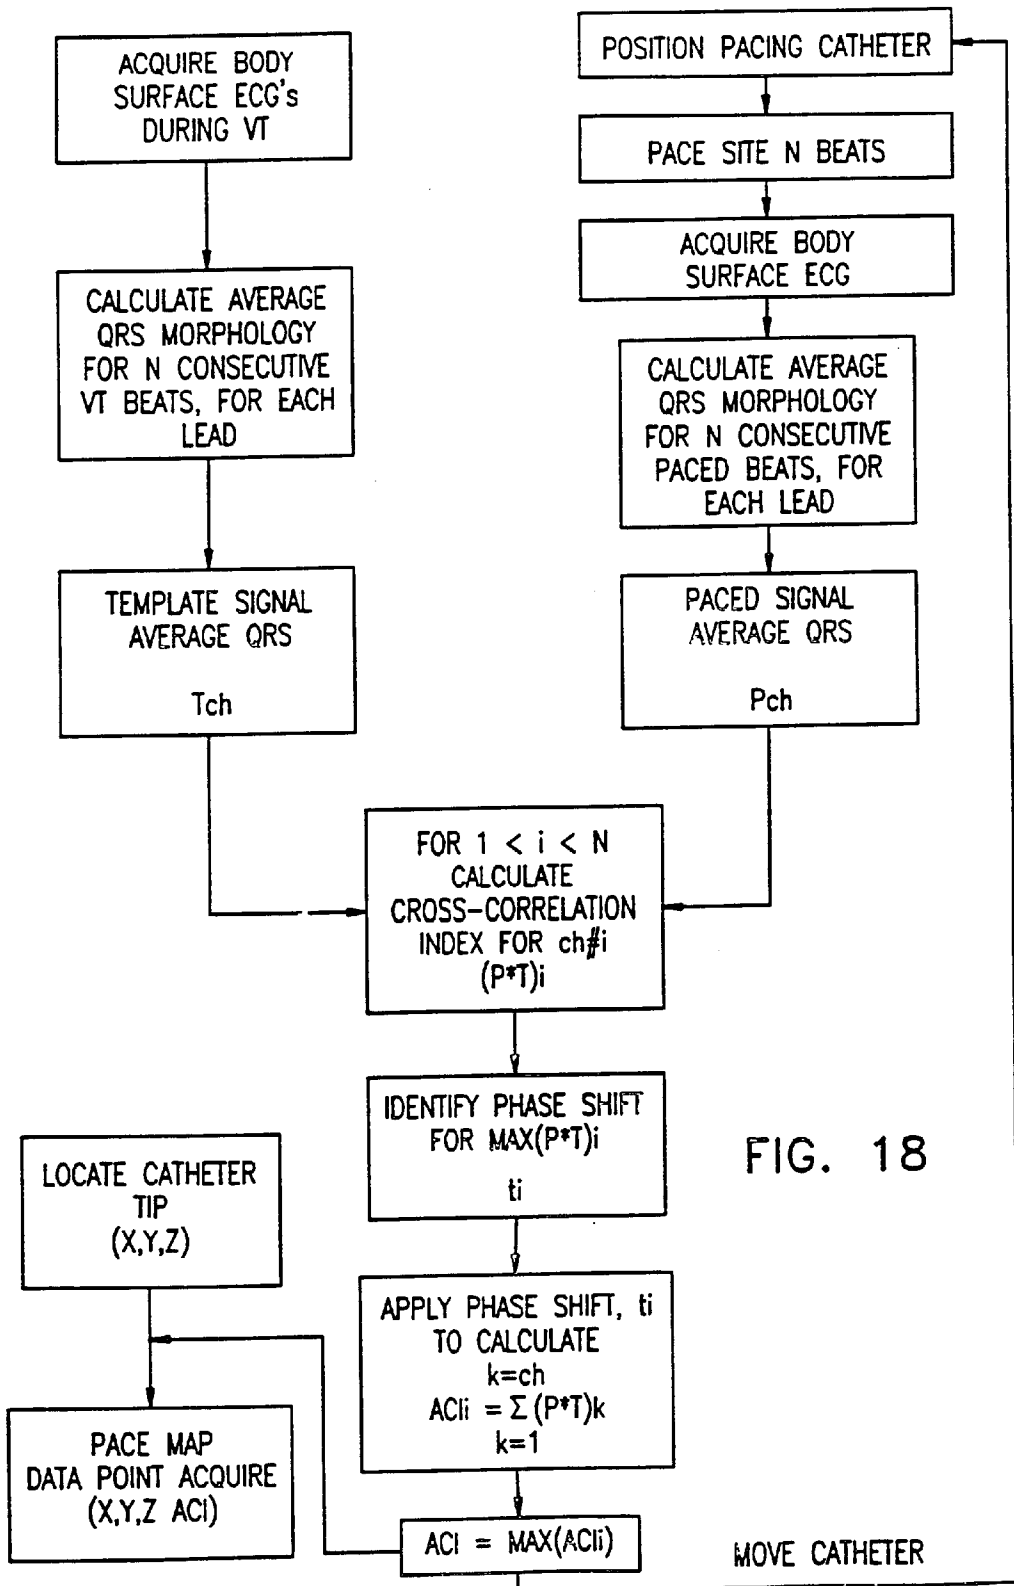 ACQUIRE BODY
SURFACE ECG's
DURING VT
CALCULATE AVERAGE
QRS MORPHOLOGY
FOR N CONSECUTIVE
VT BEATS, FOR EACH
LEAD
TEMPLATE SIGNAL
AVERAGE QRS
Tch
POSITION PACING CATHETER
PACE SITE N BEATS
ACQUIRE BODY
SURFACE ECG
CALCULATE AVERAGE
QRS MORPHOLOGY
FOR N CONSECUTIVE
PACED BEATS, FOR
EACH LEAD
PACED SIGNAL
AVERAGE QRS
Pch
FOR 1 < i < N
CALCULATE
CROSS-CORRELATION
INDEX FOR ch#i
(P*T)i
IDENTIFY PHASE SHIFT
FOR MAX(P*T)i
ti
FIG. 18
LOCATE CATHETER
TIP
(X,Y,Z)
APPLY PHASE SHIFT, ti
TO CALCULATE
k=ch
ACIi = Σ(P*T)k
k=1
PACE MAP
DATA POINT ACQUIRE
(X,Y,Z ACI)
ACI = MAX(ACIi)
MOVE CATHETER